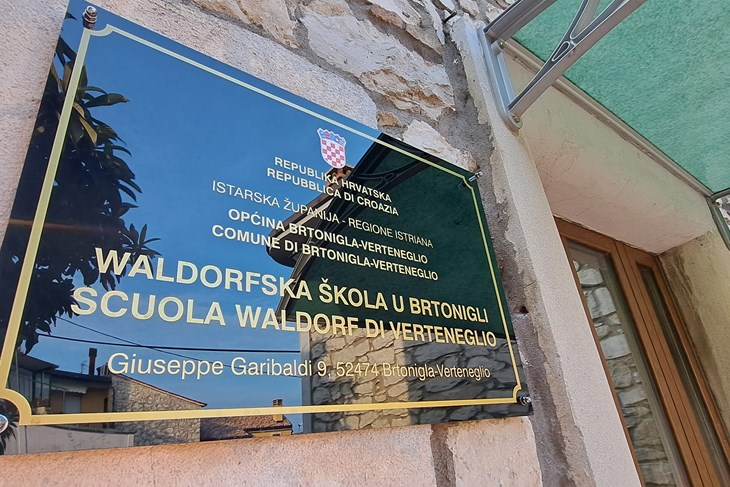 REPUBLIKA HRVATSKA
REPUBBLICA DI CROAZIA
ISTARSKA ŽUPANIJA - REGIONE ISTRIANA
OPĆINA BRTONIGLA-VERTENEGLIO
COMUNE DI BRTONIGLA-VERTENEGLIO
WALDORFSKA ŠKOLA U BRTONIGLI
SCUOLA WALDORF DI VERTENEGLIO
Giuseppe Garibaldi 9, 52474 Brtonigla-Verteneglio